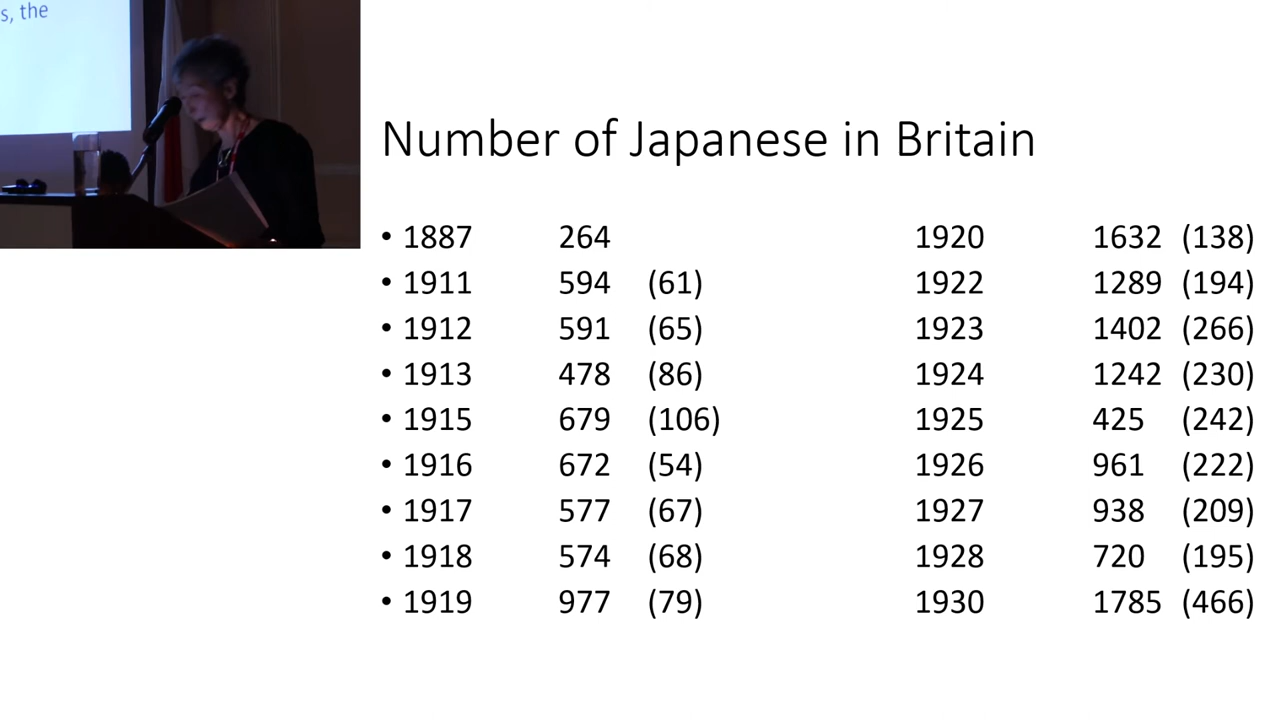 s, the
Number of Japanese in Britain
• 1887 264
• 1911 594 (61)
• 1912 591 (65)
• 1913 478 (86)
• 1915 679 (106)
• 1916 672 (54)
• 1917 577 (67)
• 1918 574 (68)
• 1919 977 (79)
1920 1632 (138)
1922 1289 (194)
1923 1402 (266)
1924 1242 (230)
1925 425 (242)
1926 961 (222)
1927 938 (209)
1928 720 (195)
1930 1785 (466)